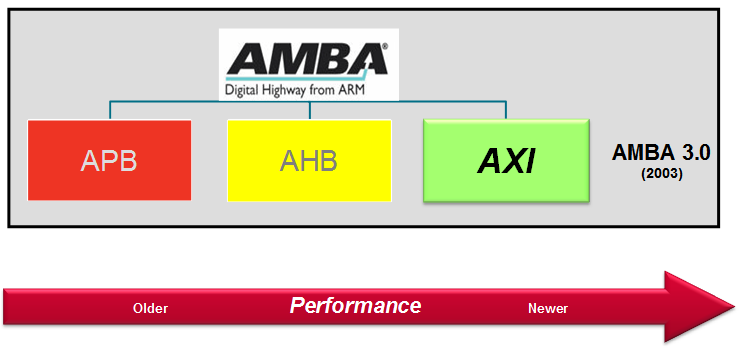 AMBA®
Digital Highway from ARM
APB
AHB
AXI
AMBA 3.0
(2003)
Older
Performance
Newer